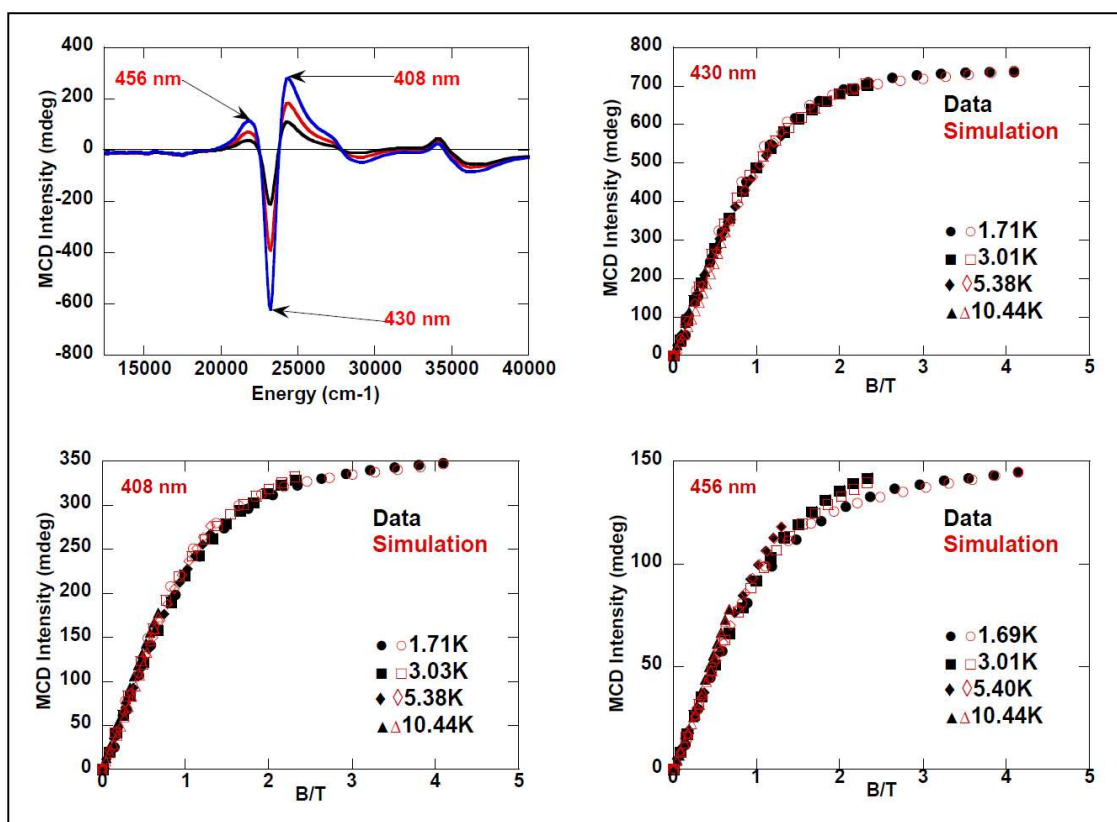 400
200
0
-200
-400
-600
-800
MCD Intensity (mdeg)
456 nm
408 nm
430 nm
15000 20000 25000 30000 35000 40000
Energy (cm-1)
800
700
600
500
400
300
200
100
0
MCD Intensity (mdeg)
430 nm
Data
Simulation
1.71K
3.01K
5.38K
10.44K
0 1 2 3 4 5
B/T
350
300
250
200
150
100
50
0
MCD Intensity (mdeg)
408 nm
Data
Simulation
1.71K
3.03K
5.38K
10.44K
0 1 2 3 4 5
B/T
150
100
50
0
MCD Intensity (mdeg)
456 nm
Data
Simulation
1.69K
3.01K
5.40K
10.44K
0 1 2 3 4 5
B/T